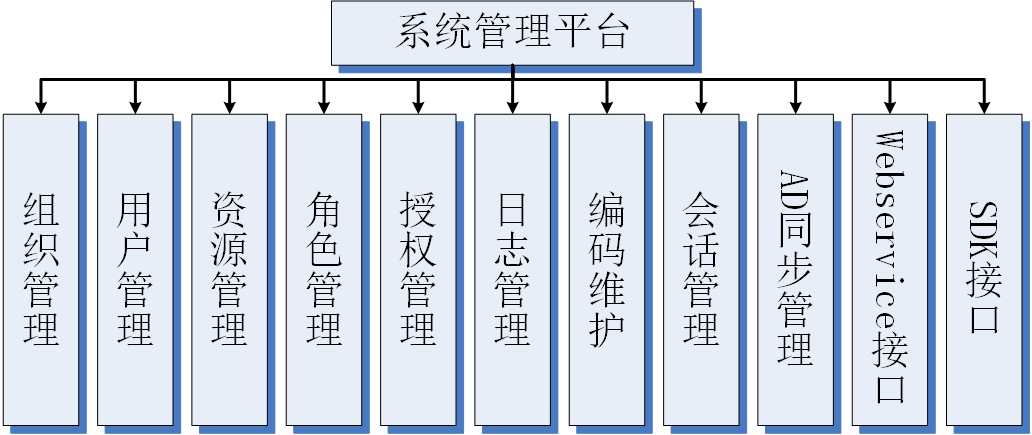 系统管理平台
组织管理
用户管理
资源管理
角色管理
授权管理
日志管理
编码维护
会话管理
AD同步管理
Webservice接口
SDK接口